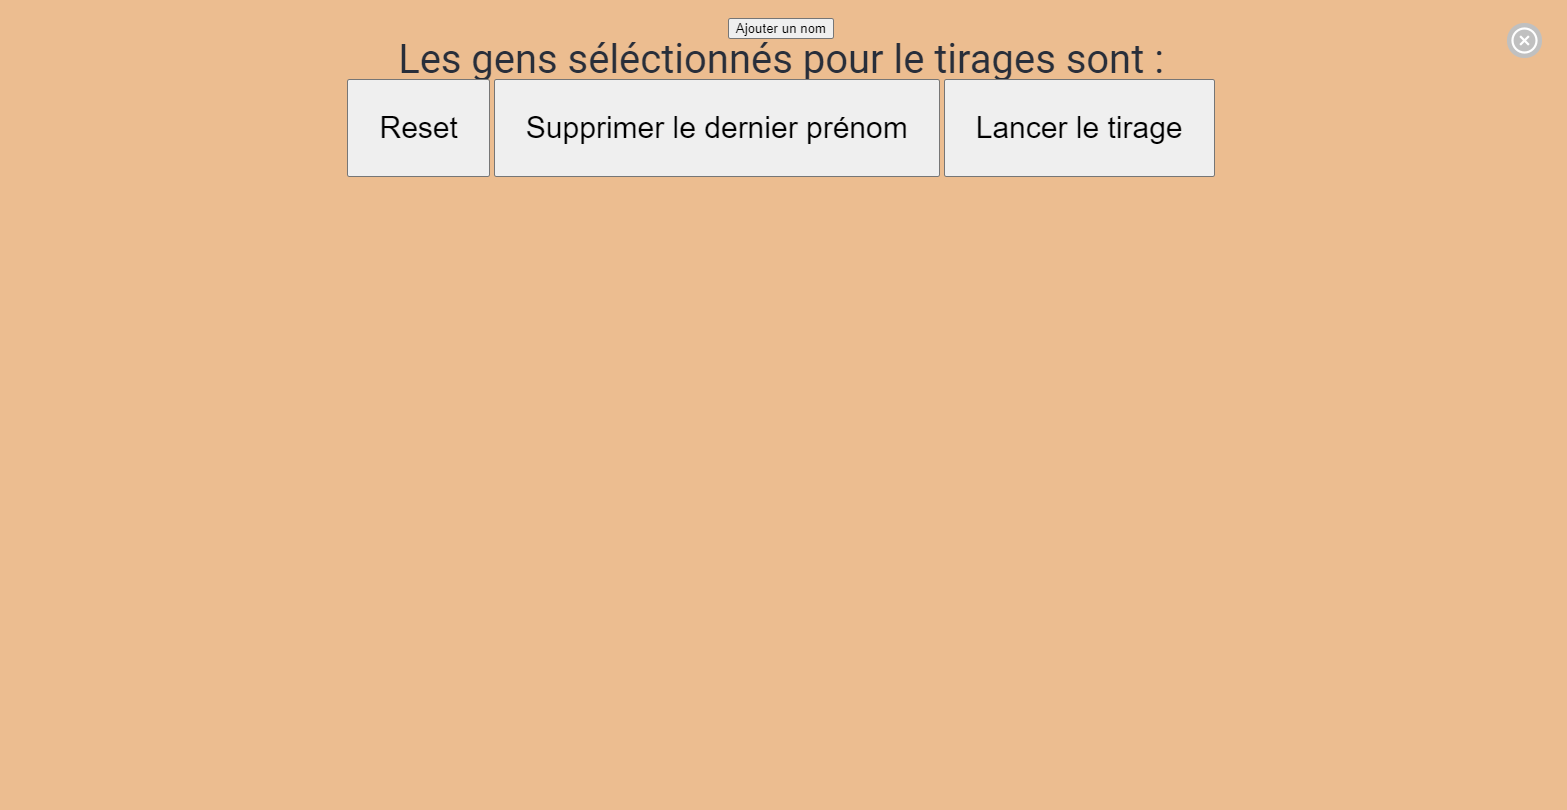 Ajouter un nom
Les gens séléctionnés pour le tirages sont :
Reset Supprimer le dernier prénom Lancer le tirage